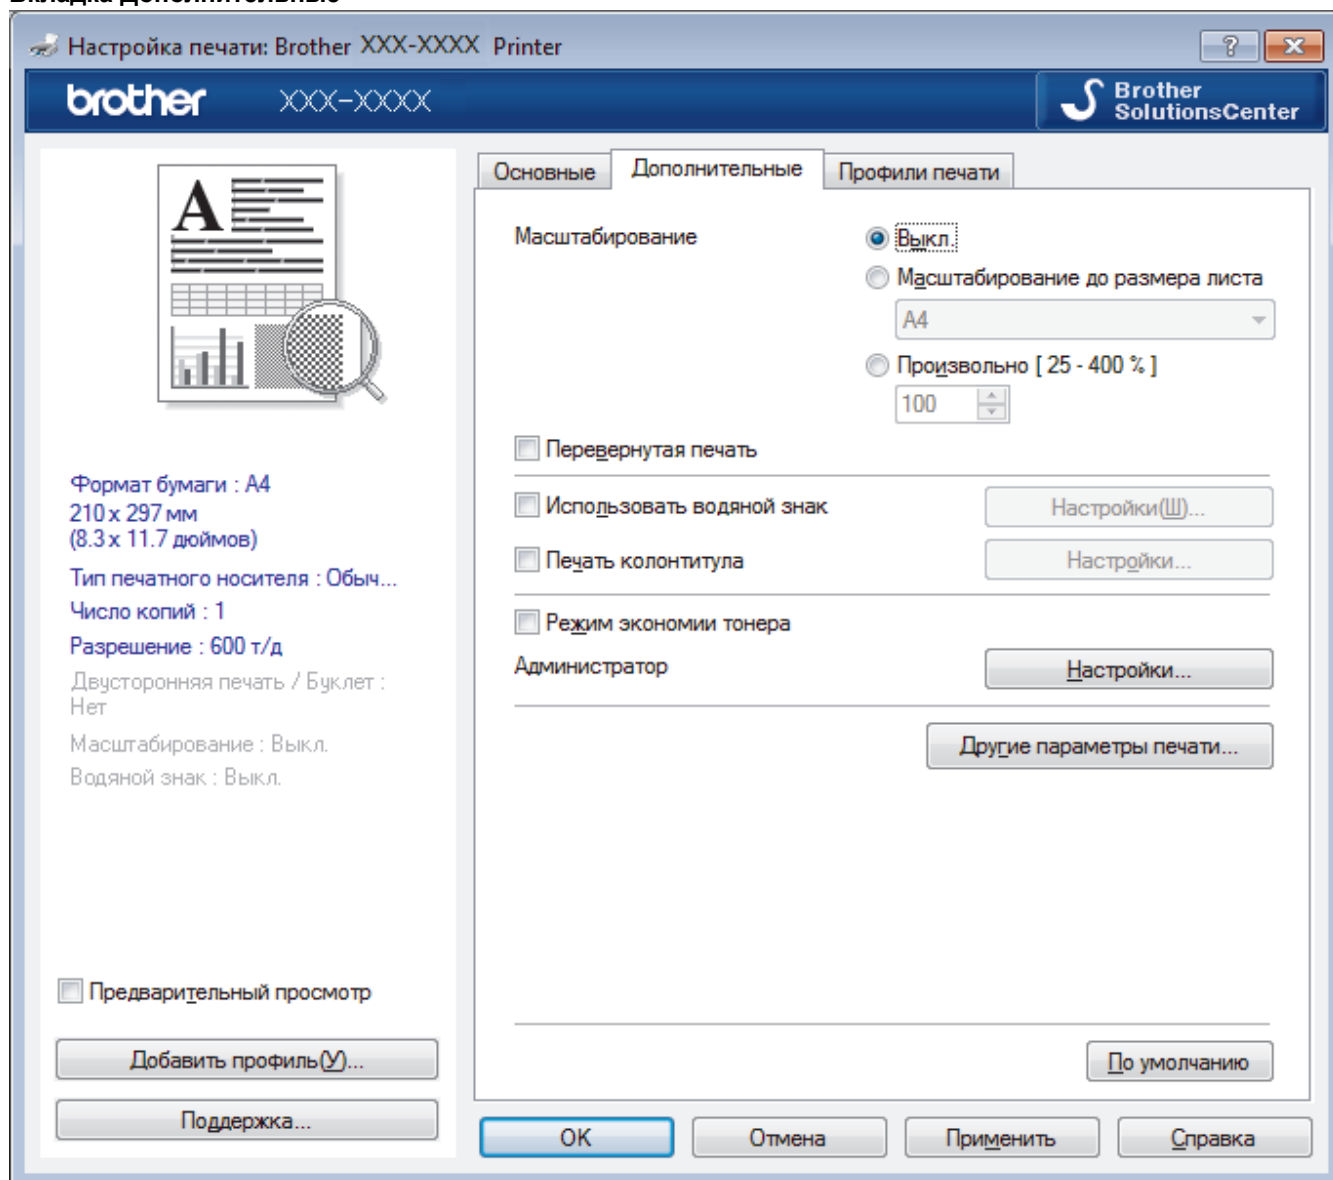 Вкладка Дополнительные
Настройка печати: Brother XXX-XXXX Printer
brother XXX-XXXX
Brother
SolutionsCenter
A
Формат бумаги : A4
210 x 297 мм
(8.3 x 11.7 дюймов)
Тип печатного носителя : Обыч...
Число копий : 1
Разрешение : 600 т/д
Двусторонняя печать / Буклет :
Нет
Масштабирование : Выкл.
Водяной знак : Выкл.
Предварительный просмотр
Добавить профиль(У)...
Поддержка...
Основные Дополнительные Профили печати
Масштабирование Выкл.
Масштабирование до размера листа
A4
Произвольно [ 25 - 400 % ]
100
Перевернутая печать
Использовать водяной знак Настройки(Ш)...
Печать колонтитула Настройки...
Режим экономии тонера
Администратор Настройки...
Другие параметры печати...
По умолчанию
OK Отмена Применить Справка